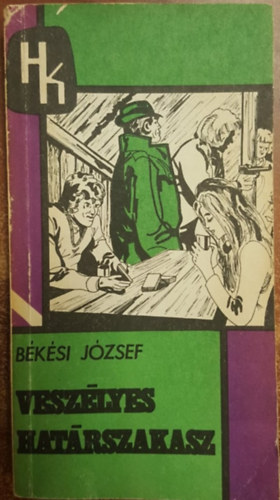 HK
BÉKÉSI JÓZSEF
VESZÉLYES
HATÁRSZAKASZ